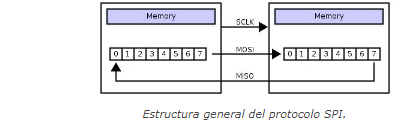 Memory
Memory
SCLK
0 1 2 3 4 5 6 7
MOSI
0 1 2 3 4 5 6 7
MISO
Estructura general del protocolo SPI.